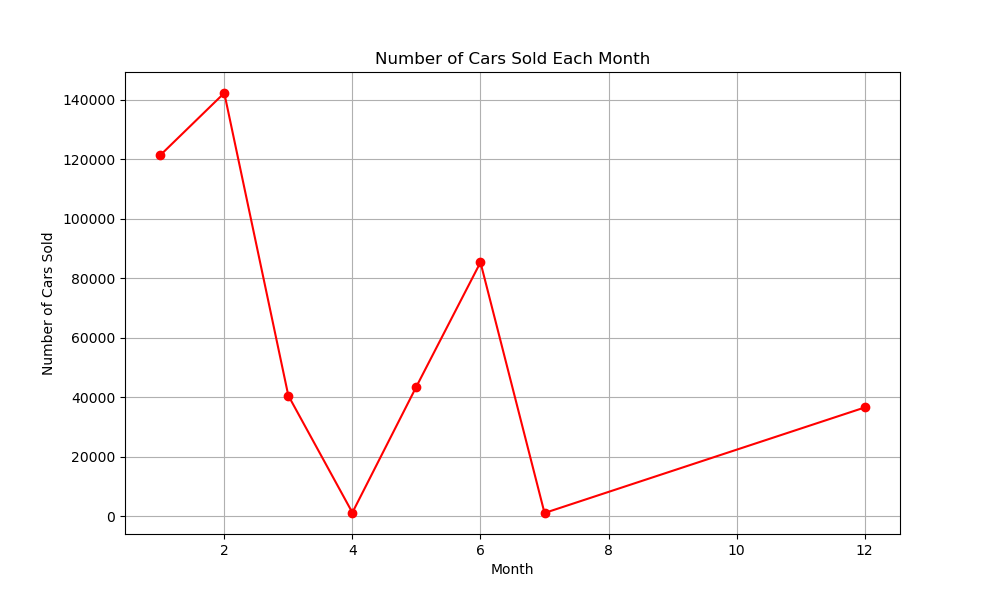 Number of Cars Sold Each Month
140000
120000
100000
80000
60000
40000
20000
0
Number of Cars Sold
2 4 6 8 10 12
Month